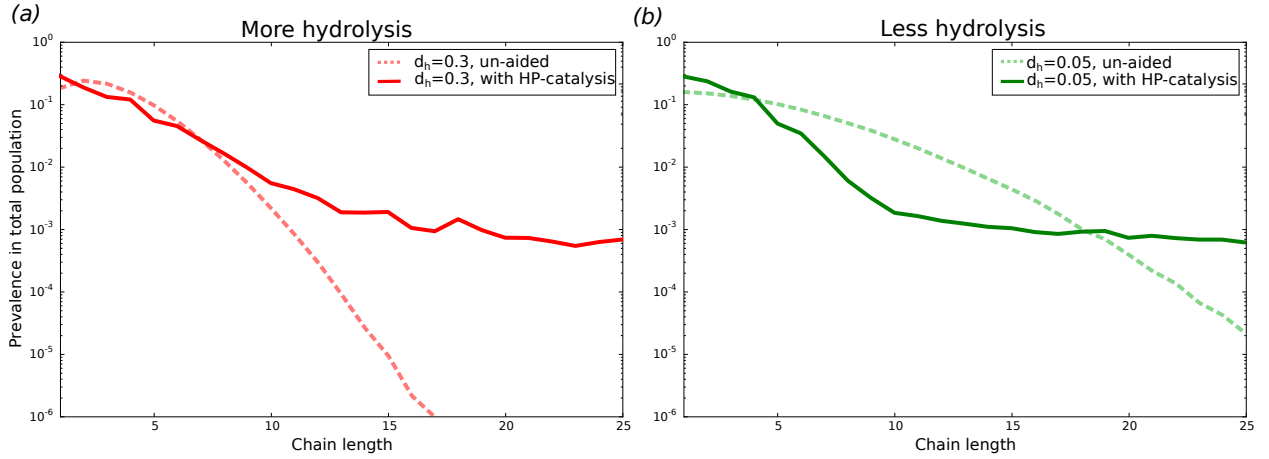 (a)
More hydrolysis
Prevalence in total population
10⁰
10⁻¹
10⁻²
10⁻³
10⁻⁴
10⁻⁵
10⁻⁶
d_h=0.3, un-aided
d_h=0.3, with HP-catalysis
5
10
15
20
25
Chain length
(b)
Less hydrolysis
10⁰
10⁻¹
10⁻²
10⁻³
10⁻⁴
10⁻⁵
10⁻⁶
d_h=0.05, un-aided
d_h=0.05, with HP-catalysis
5
10
15
20
25
Chain length